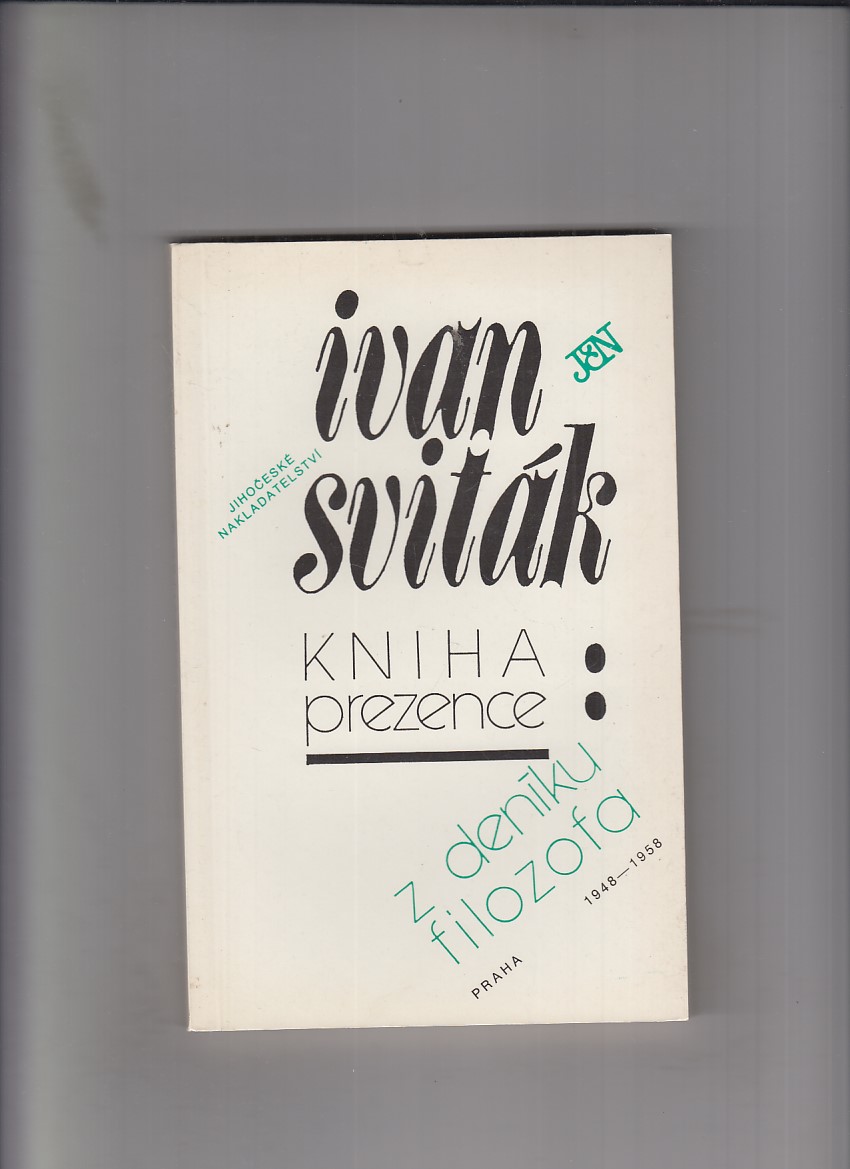 ivan
JčN
sviták
JIHOČESKÉ
NAKLADATELSTVÍ
KNIHA
prezence :
z deníku
filozofa
PRAHA 1948—1958